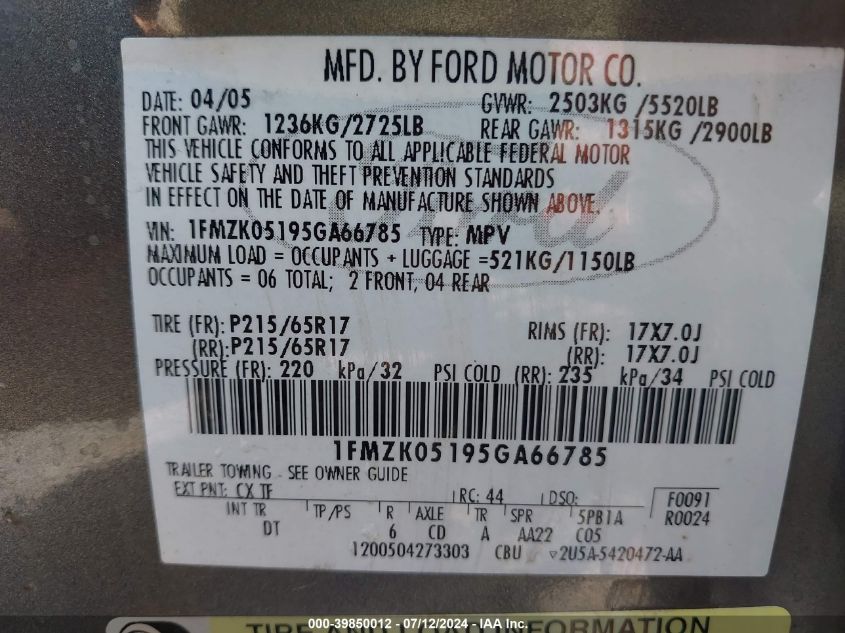 MFD. BY FORD MOTOR CO.
DATE: 04/05 GVWR: 2503KG /5520LB
FRONT GAWR: 1236KG/2725LB REAR GAWR: 1315KG /2900LB
THIS VEHICLE CONFORMS TO ALL APPLICABLE FEDERAL MOTOR
VEHICLE SAFETY AND THEFT PREVENTION STANDARDS
IN EFFECT ON THE DATE OF MANUFACTURE SHOWN ABOVE.
Ford
VIN: 1FMZK05195GA66785 TYPE: MPV
MAXIMUM LOAD = OCCUPANTS + LUGGAGE =521KG/1150LB
OCCUPANTS = 06 TOTAL; 2 FRONT, 04 REAR
TIRE (FR): P215/65R17 RIMS (FR): 17X7.0J
(RR): P215/65R17 (RR): 17X7.0J
PRESSURE (FR): 220 kPa/32 PSI COLD (RR): 235 kPa/34 PSI COLD
1FMZK05195GA66785
TRAILER TOWING - SEE OWNER GUIDE
EXT PNT: CX TF RC: 44 DSO: F0091
INT TR TP/PS R AXLE TR SPR 5PB1A R0024
DT 6 CD A AA22 C05
1200504273303 CBU 2U5A-5420472-AA
000-39850012 - 07/12/2024 - IAA Inc.
TIRE AND LOAD INFORMATION